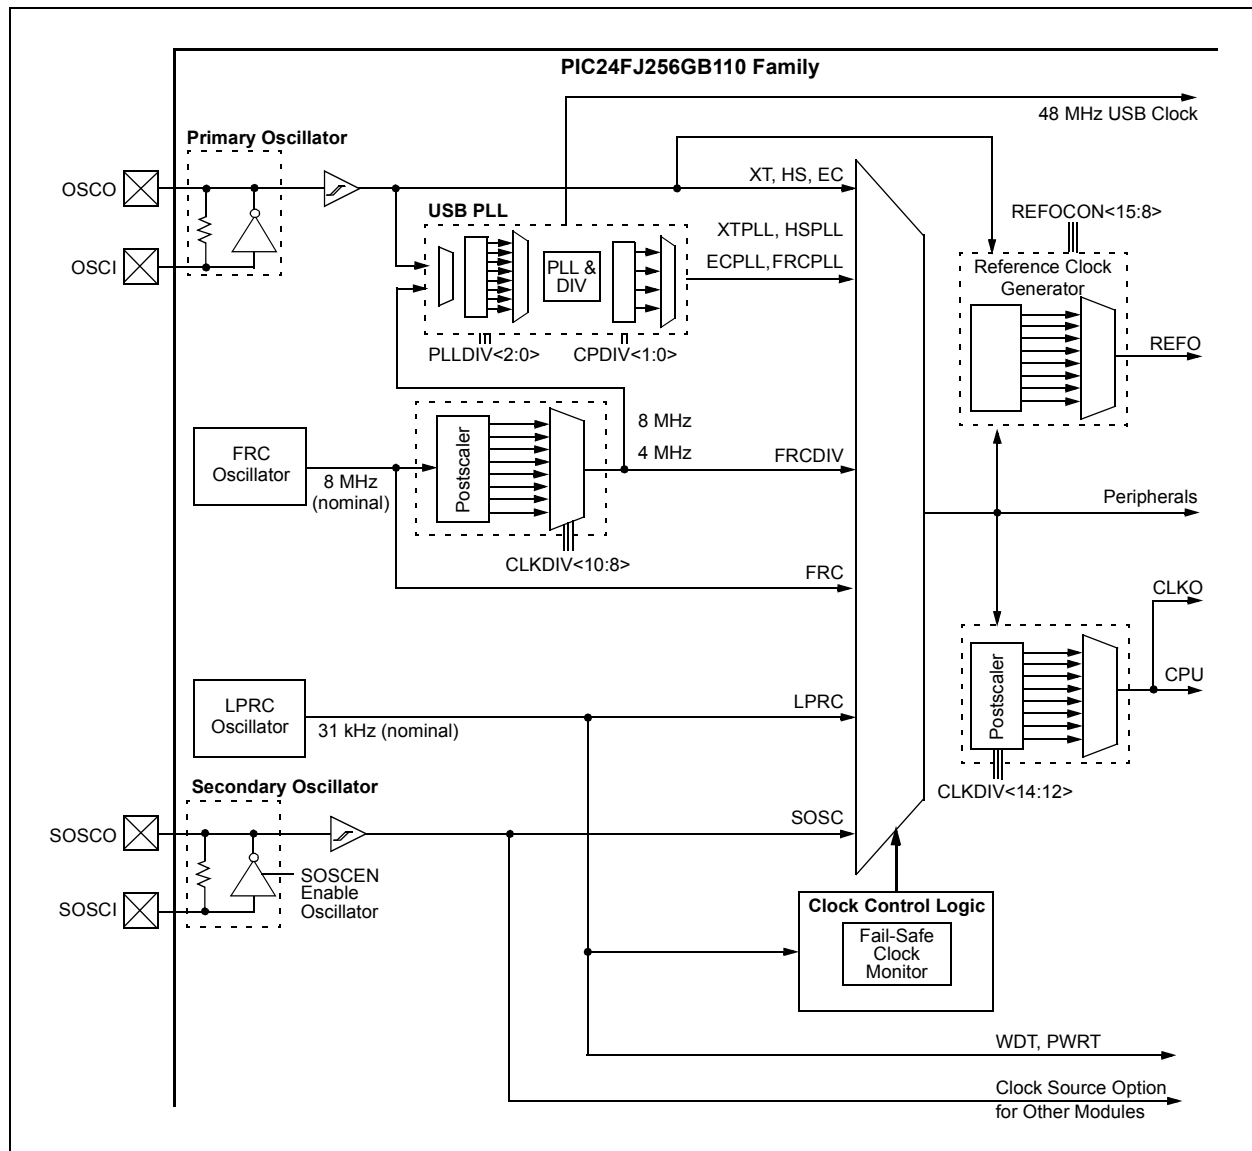 PIC24FJ256GB110 Family
48 MHz USB Clock
Primary Oscillator
OSCO
XT, HS, EC
USB PLL
REFOCON<15:8>
XTPLL, HSPLL
OSCI
ECPLL,FRCPLL
PLL &
DIV
Reference Clock
Generator
PLLDIV<2:0>
CPDIV<1:0>
REFO
8 MHz
4 MHz
FRC
Oscillator
8 MHz
(nominal)
Postscaler
FRCDIV
Peripherals
CLKDIV<10:8>
FRC
CLKO
CPU
Postscaler
LPRC
Oscillator
31 kHz (nominal)
LPRC
CLKDIV<14:12>
Secondary Oscillator
SOSCO
SOSC
SOSCEN
Enable
Oscillator
SOSCI
Clock Control Logic
Fail-Safe
Clock
Monitor
WDT, PWRT
Clock Source Option
for Other Modules